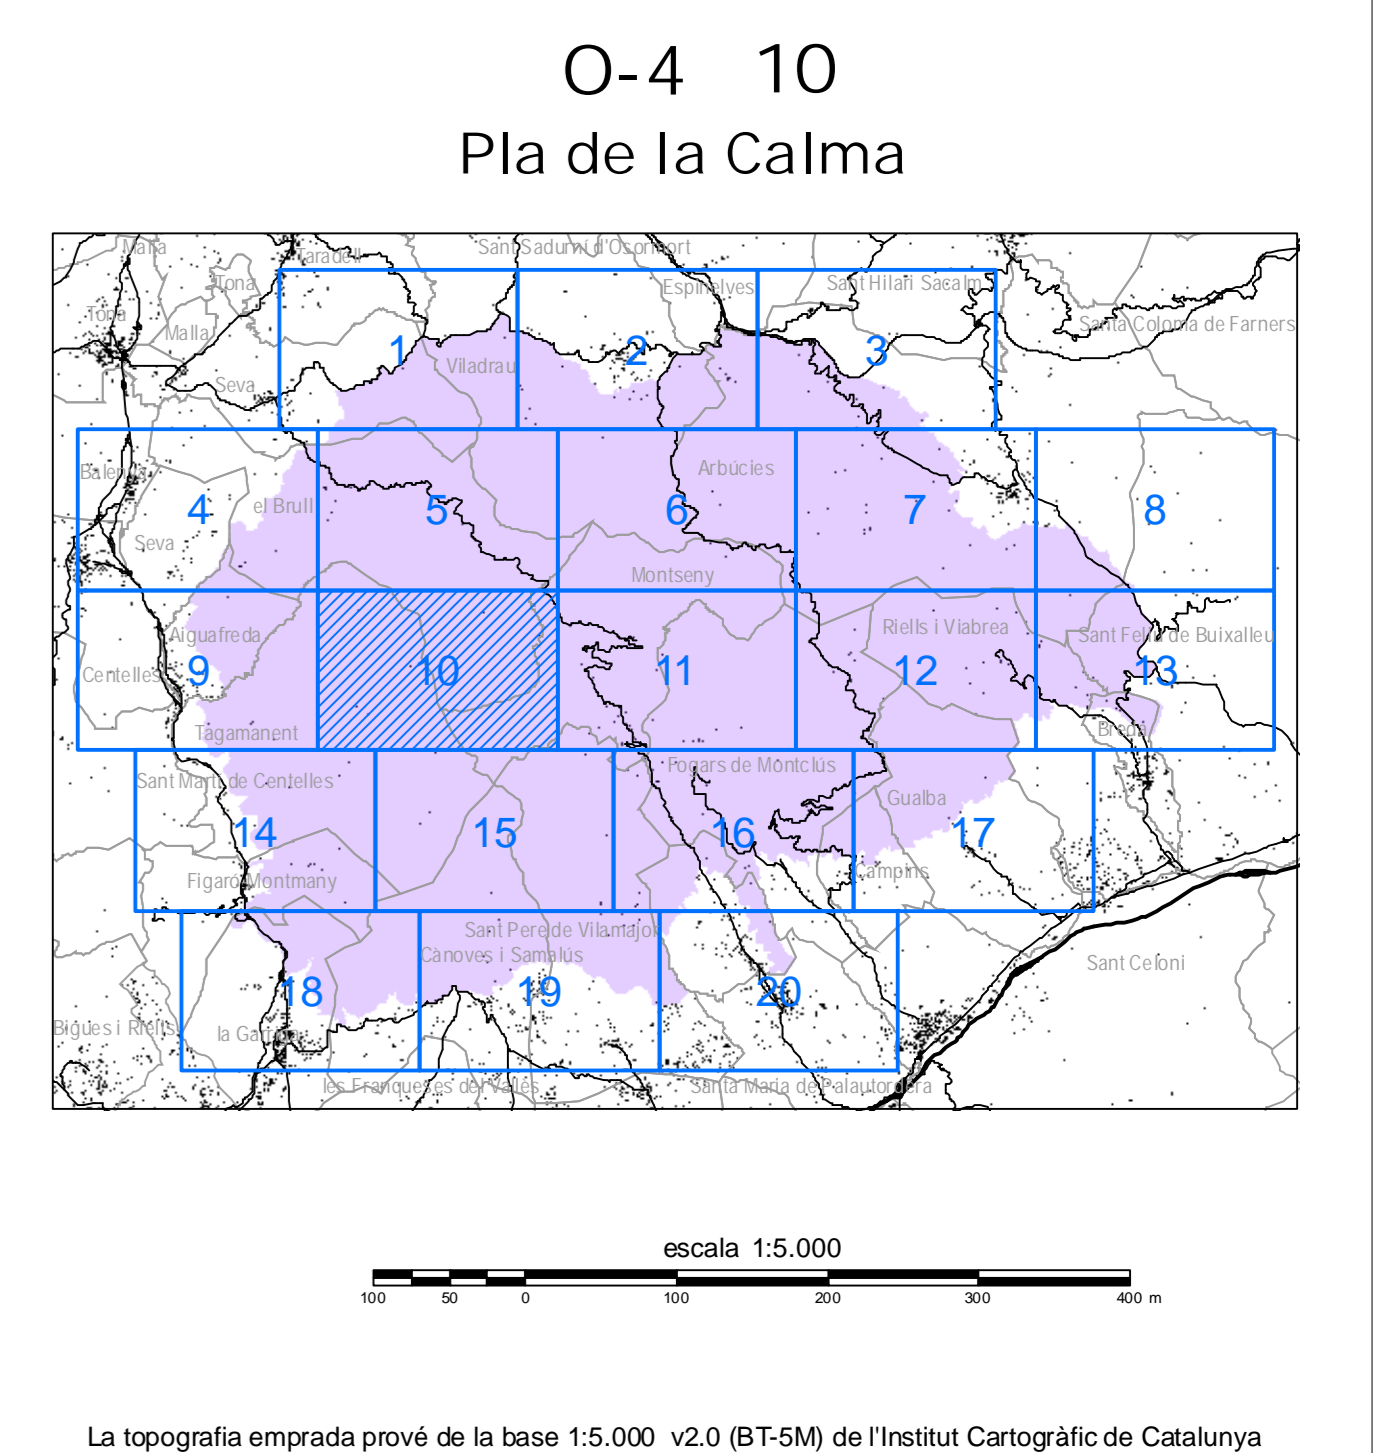 O-4 10
Pla de la Calma
Malla
Taradell
Sant Sadurní d'Osormort
Tona
Espinelves
Sant Hilari Sacalm
Tona
Malla
Santa Coloma de Farners
1
2
3
Viladrau
Seva
Balenyà
Arbúcies
el Brull
4
5
6
7
8
Seva
Montseny
Aiguafreda
Riells i Viabrea
Sant Feliu de Buixalleu
Centelles
9
10
11
12
13
Tagamanent
Breda
Sant Martí de Centelles
Fogars de Montclús
Gualba
14
15
16
17
Figaró-Montmany
Campins
Sant Pere de Vilamajor
Cànoves i Samalús
Sant Celoni
18
19
20
Bigues i Riells
la Garriga
les Franqueses del Vallès
Santa Maria de Palautordera
escala 1:5.000
100 50 0 100 200 300 400 m
La topografia emprada prové de la base 1:5.000 v2.0 (BT-5M) de l'Institut Cartogràfic de Catalunya